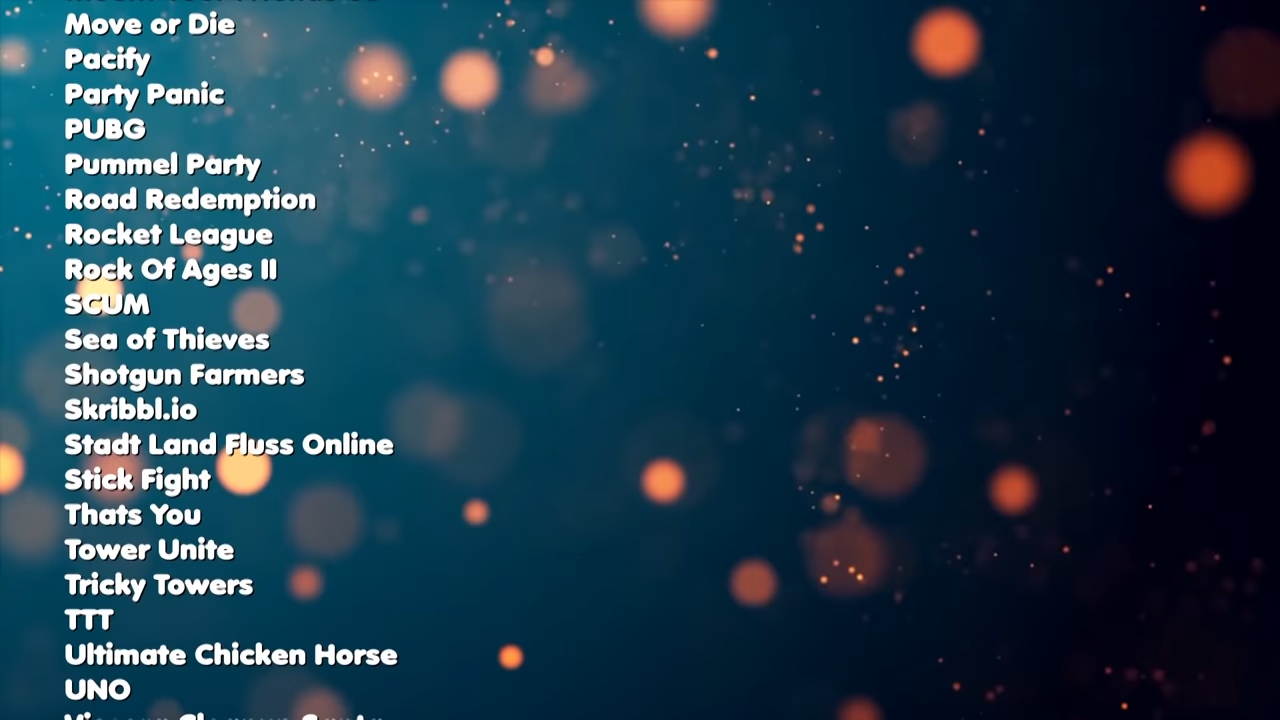 Move or Die
Pacify
Party Panic
PUBG
Pummel Party
Road Redemption
Rocket League
Rock Of Ages II
SCUM
Sea of Thieves
Shotgun Farmers
Skribbl.io
Stadt Land Fluss Online
Stick Fight
Thats You
Tower Unite
Tricky Towers
TTT
Ultimate Chicken Horse
UNO